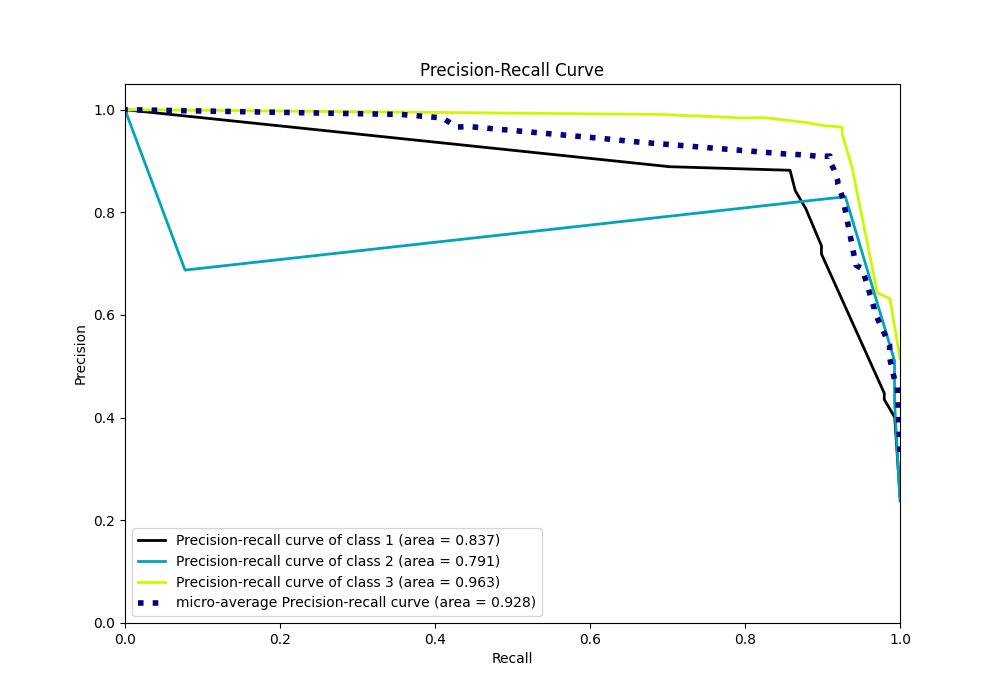 Precision-Recall Curve
1.0
0.8
0.6
0.4
0.2
0.0
Precision
Precision-recall curve of class 1 (area = 0.837)
Precision-recall curve of class 2 (area = 0.791)
Precision-recall curve of class 3 (area = 0.963)
micro-average Precision-recall curve (area = 0.928)
0.0 0.2 0.4 0.6 0.8 1.0
Recall